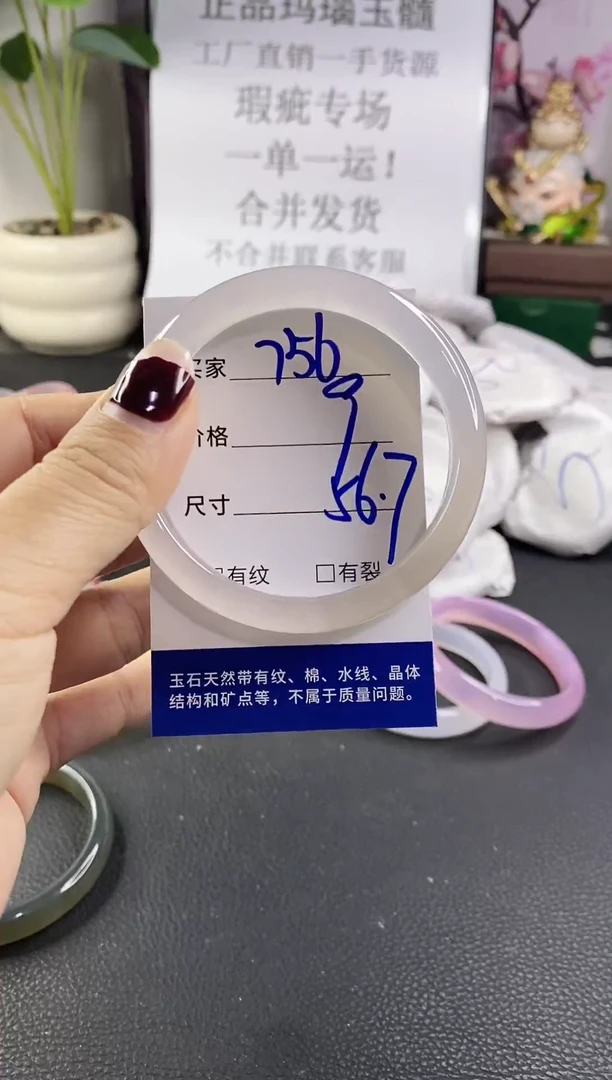 正品玛瑙玉髓
工厂直销一手货源
瑕疵专场
一单一运!
合并发货
不合并联系客服
买家 756
价格 9
尺寸 56.7
□有纹 □有裂
玉石天然带有纹、棉、水线、晶体
结构和矿点等，不属于质量问题。